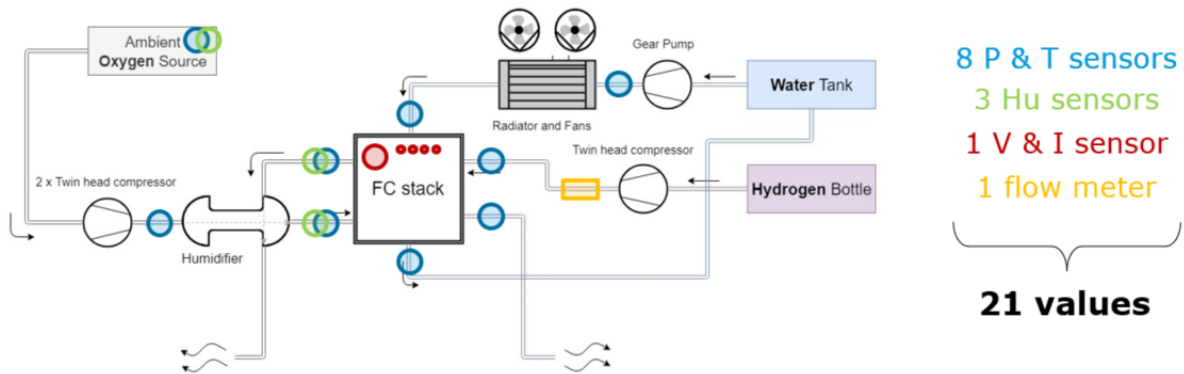 Ambient
Oxygen Source
2 x Twin head compressor
Humidifier
FC stack
Radiator and Fans
Gear Pump
Water Tank
Twin head compressor
Hydrogen Bottle
8 P & T sensors
3 Hu sensors
1 V & I sensor
1 flow meter
21 values